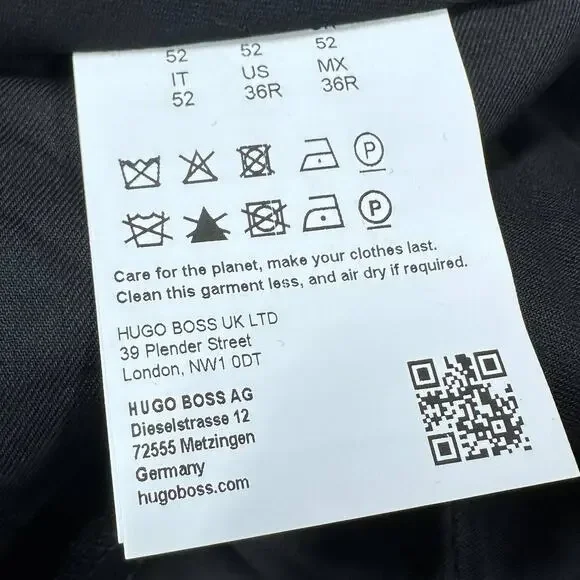 52 52 52
IT US MX
52 36R 36R
P
P
Care for the planet, make your clothes last.
Clean this garment less, and air dry if required.
HUGO BOSS UK LTD
39 Plender Street
London, NW1 0DT
HUGO BOSS AG
Dieselstrasse 12
72555 Metzingen
Germany
hugoboss.com